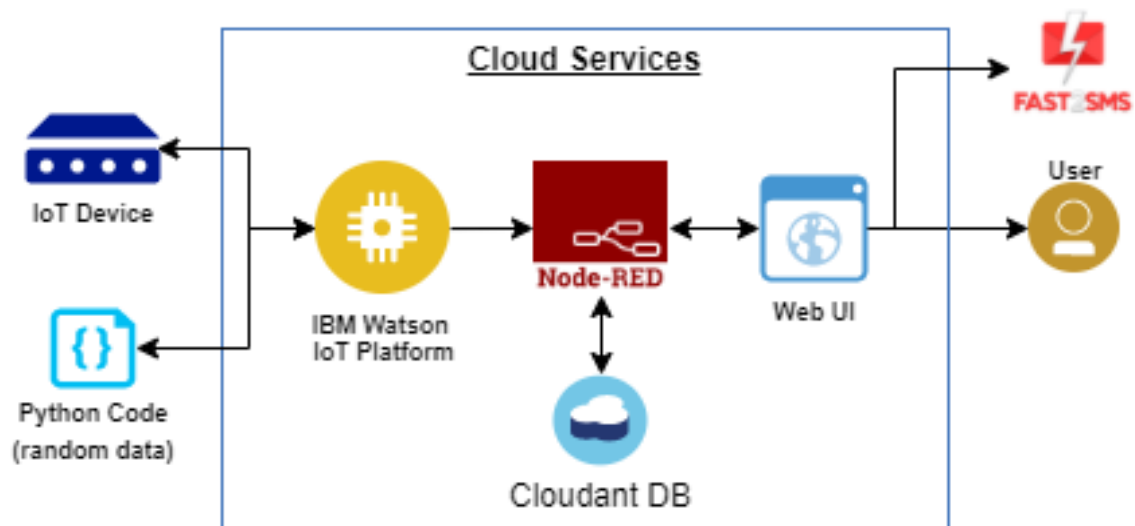 Cloud Services
FAST2SMS
User
IoT Device
Node-RED
Web UI
IBM Watson
IoT Platform
Python Code
(random data)
Cloudant DB